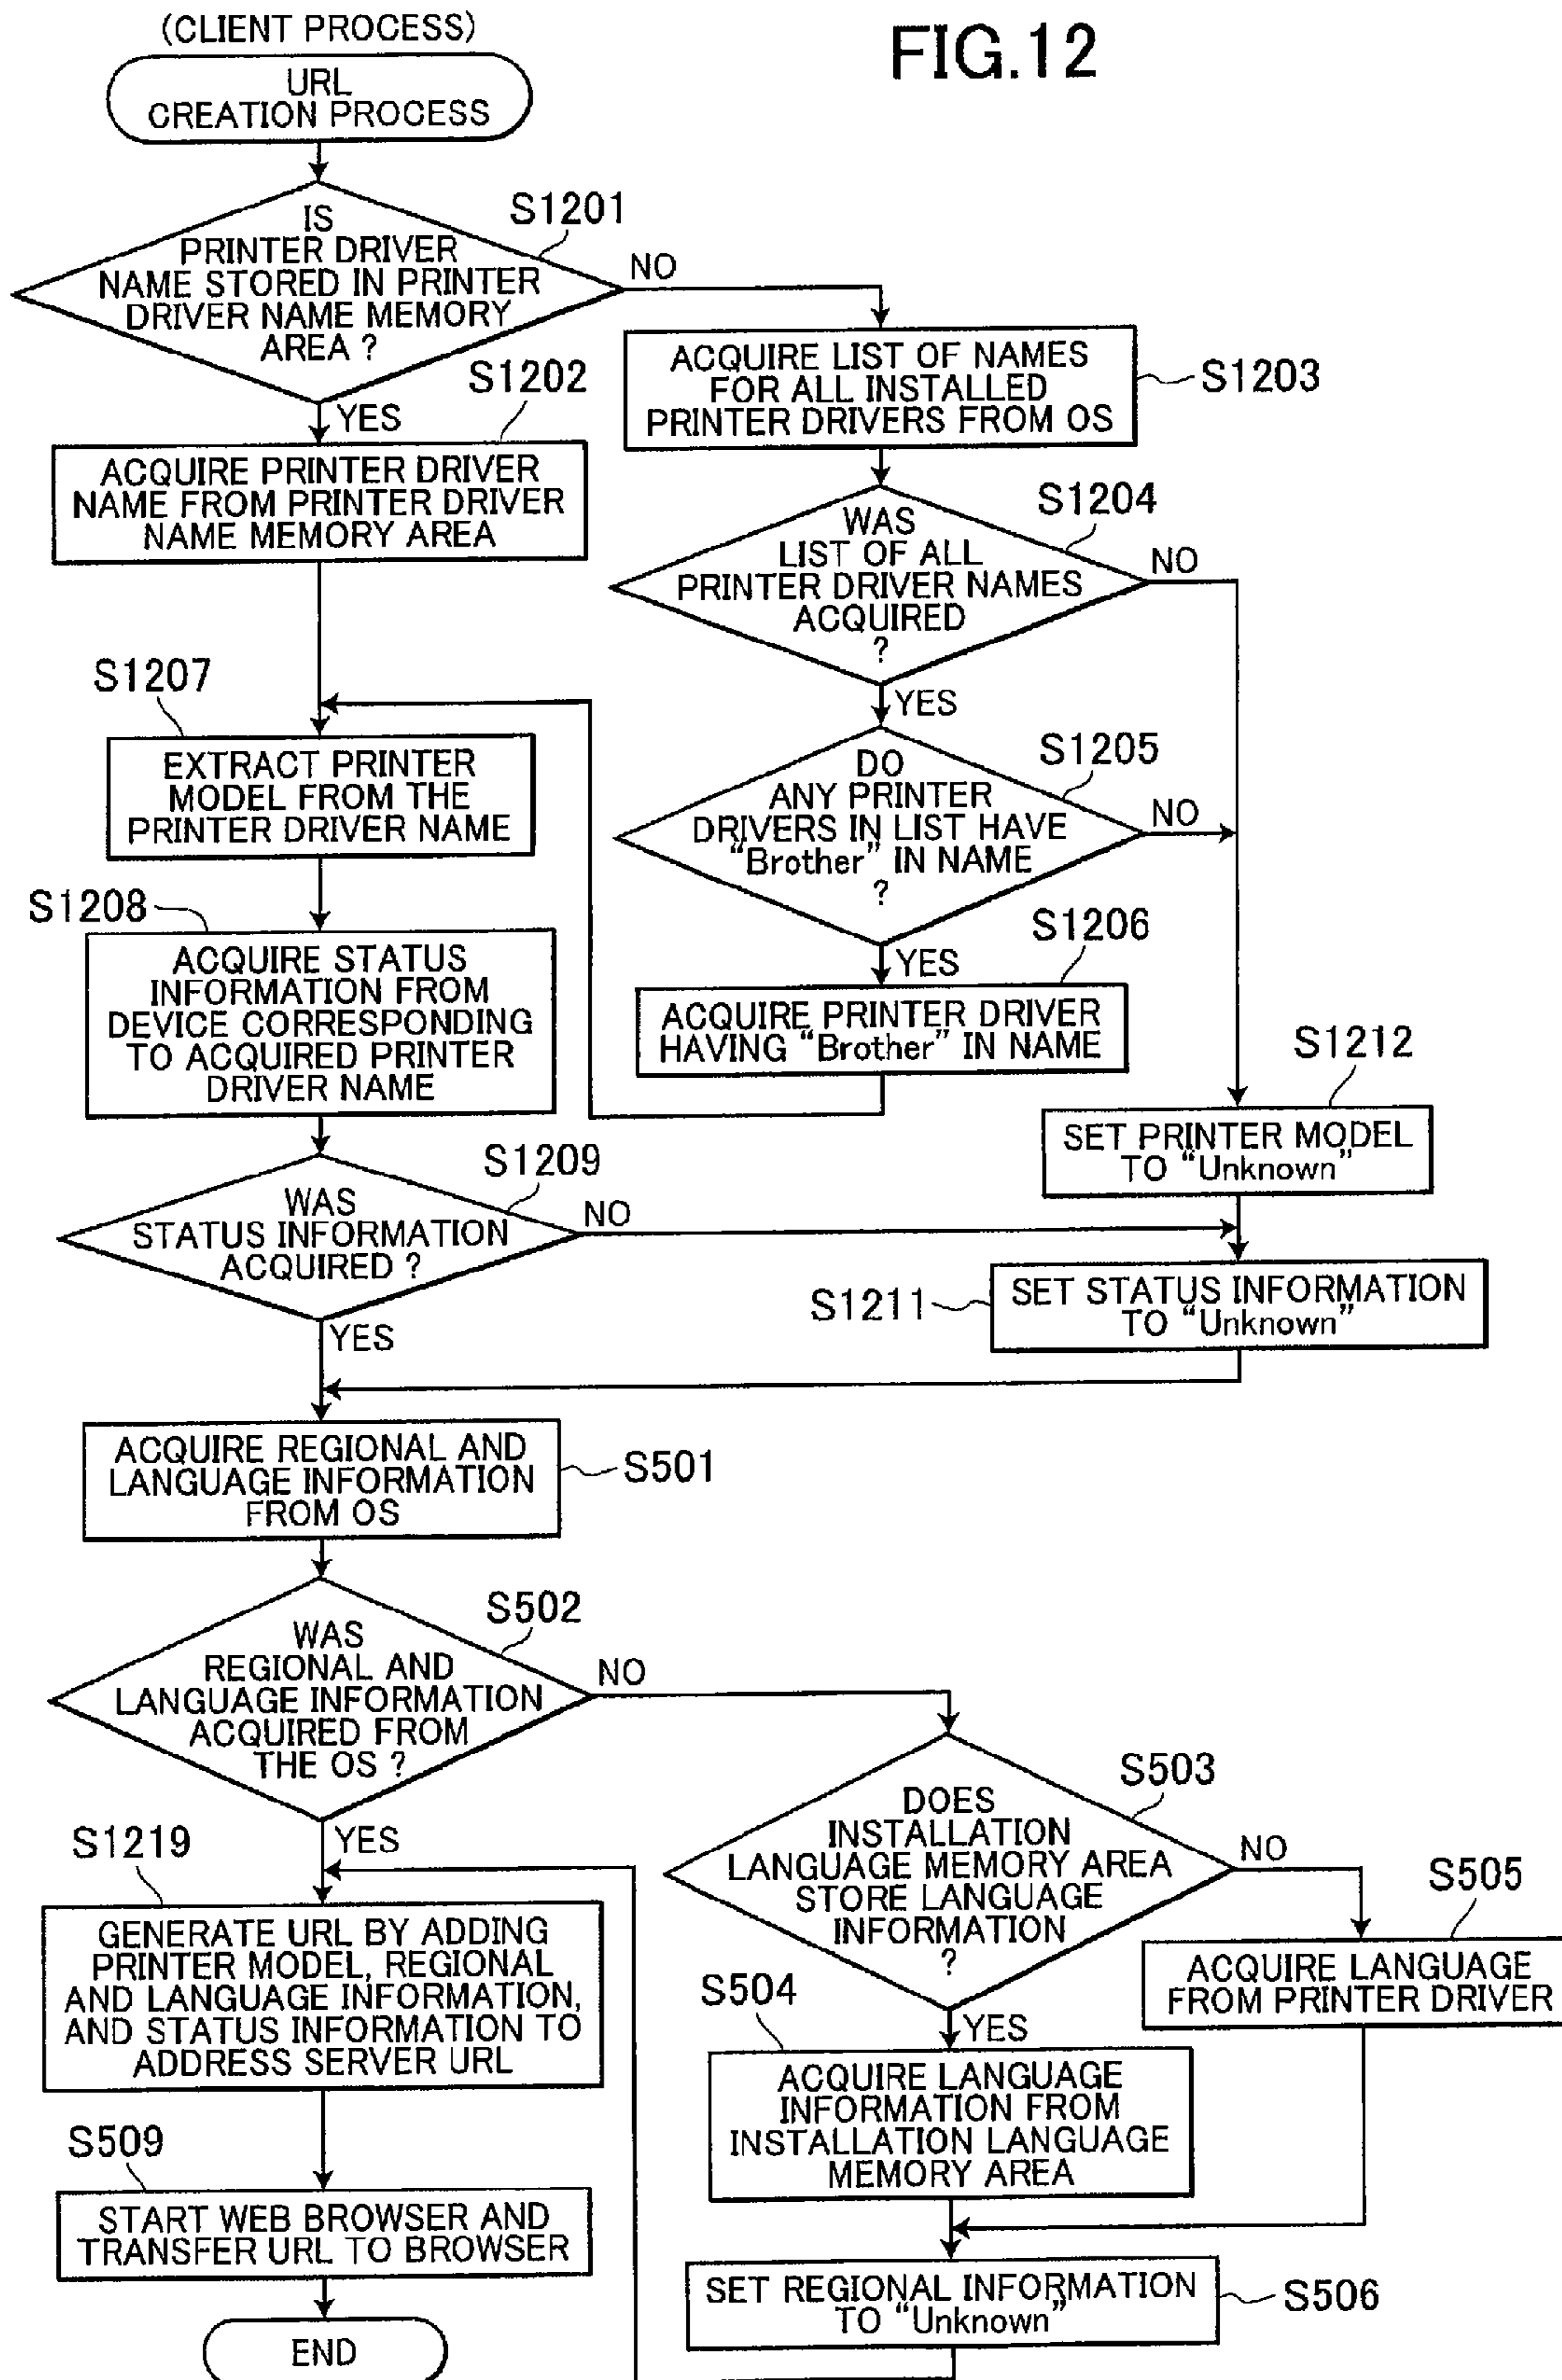 (CLIENT PROCESS)
FIG.12
URL
CREATION PROCESS
IS
PRINTER DRIVER
NAME STORED IN PRINTER
DRIVER NAME MEMORY
AREA ?
S1201
NO
YES
S1202
ACQUIRE PRINTER DRIVER
NAME FROM PRINTER DRIVER
NAME MEMORY AREA
ACQUIRE LIST OF NAMES
FOR ALL INSTALLED
PRINTER DRIVERS FROM OS
S1203
WAS
LIST OF ALL
PRINTER DRIVER NAMES
ACQUIRED
?
S1204
NO
YES
DO
ANY PRINTER
DRIVERS IN LIST HAVE
“Brother” IN NAME
?
S1205
NO
YES
S1206
ACQUIRE PRINTER DRIVER
HAVING “Brother” IN NAME
S1207
EXTRACT PRINTER
MODEL FROM THE
PRINTER DRIVER NAME
S1208
ACQUIRE STATUS
INFORMATION FROM
DEVICE CORRESPONDING
TO ACQUIRED PRINTER
DRIVER NAME
S1212
SET PRINTER MODEL
TO “Unknown”
S1209
WAS
STATUS INFORMATION
ACQUIRED ?
NO
YES
S1211
SET STATUS INFORMATION
TO “Unknown”
ACQUIRE REGIONAL AND
LANGUAGE INFORMATION
FROM OS
S501
S502
WAS
REGIONAL AND
LANGUAGE INFORMATION
ACQUIRED FROM
THE OS ?
NO
YES
S503
DOES
INSTALLATION
LANGUAGE MEMORY AREA
STORE LANGUAGE
INFORMATION
?
NO
YES
S505
ACQUIRE LANGUAGE
FROM PRINTER DRIVER
S504
ACQUIRE LANGUAGE
INFORMATION FROM
INSTALLATION LANGUAGE
MEMORY AREA
SET REGIONAL INFORMATION
TO “Unknown”
S506
S1219
GENERATE URL BY ADDING
PRINTER MODEL, REGIONAL
AND LANGUAGE INFORMATION,
AND STATUS INFORMATION TO
ADDRESS SERVER URL
S509
START WEB BROWSER AND
TRANSFER URL TO BROWSER
END